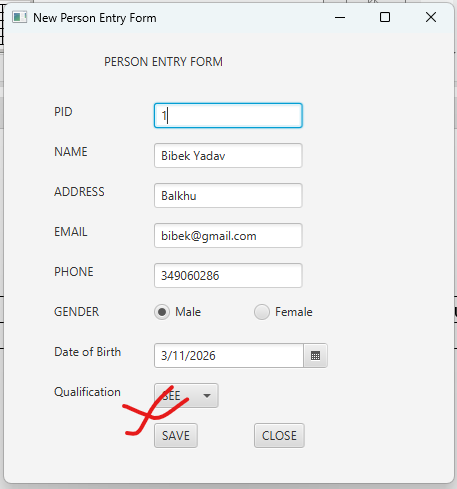 New Person Entry Form
PERSON ENTRY FORM
PID 1
NAME Bibek Yadav
ADDRESS Balkhu
EMAIL bibek@gmail.com
PHONE 349060286
GENDER Male Female
Date of Birth 3/11/2026
Qualification SEE
SAVE CLOSE